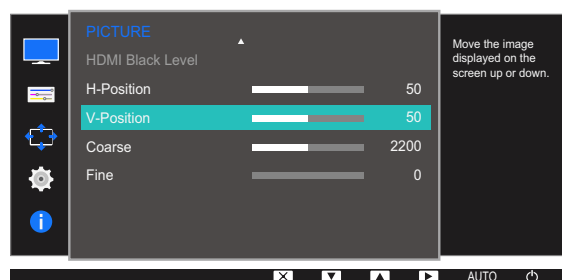 PICTURE
HDMI Black Level
H-Position 50
V-Position 50
Coarse 2200
Fine 0
Move the image
displayed on the
screen up or down.
AUTO